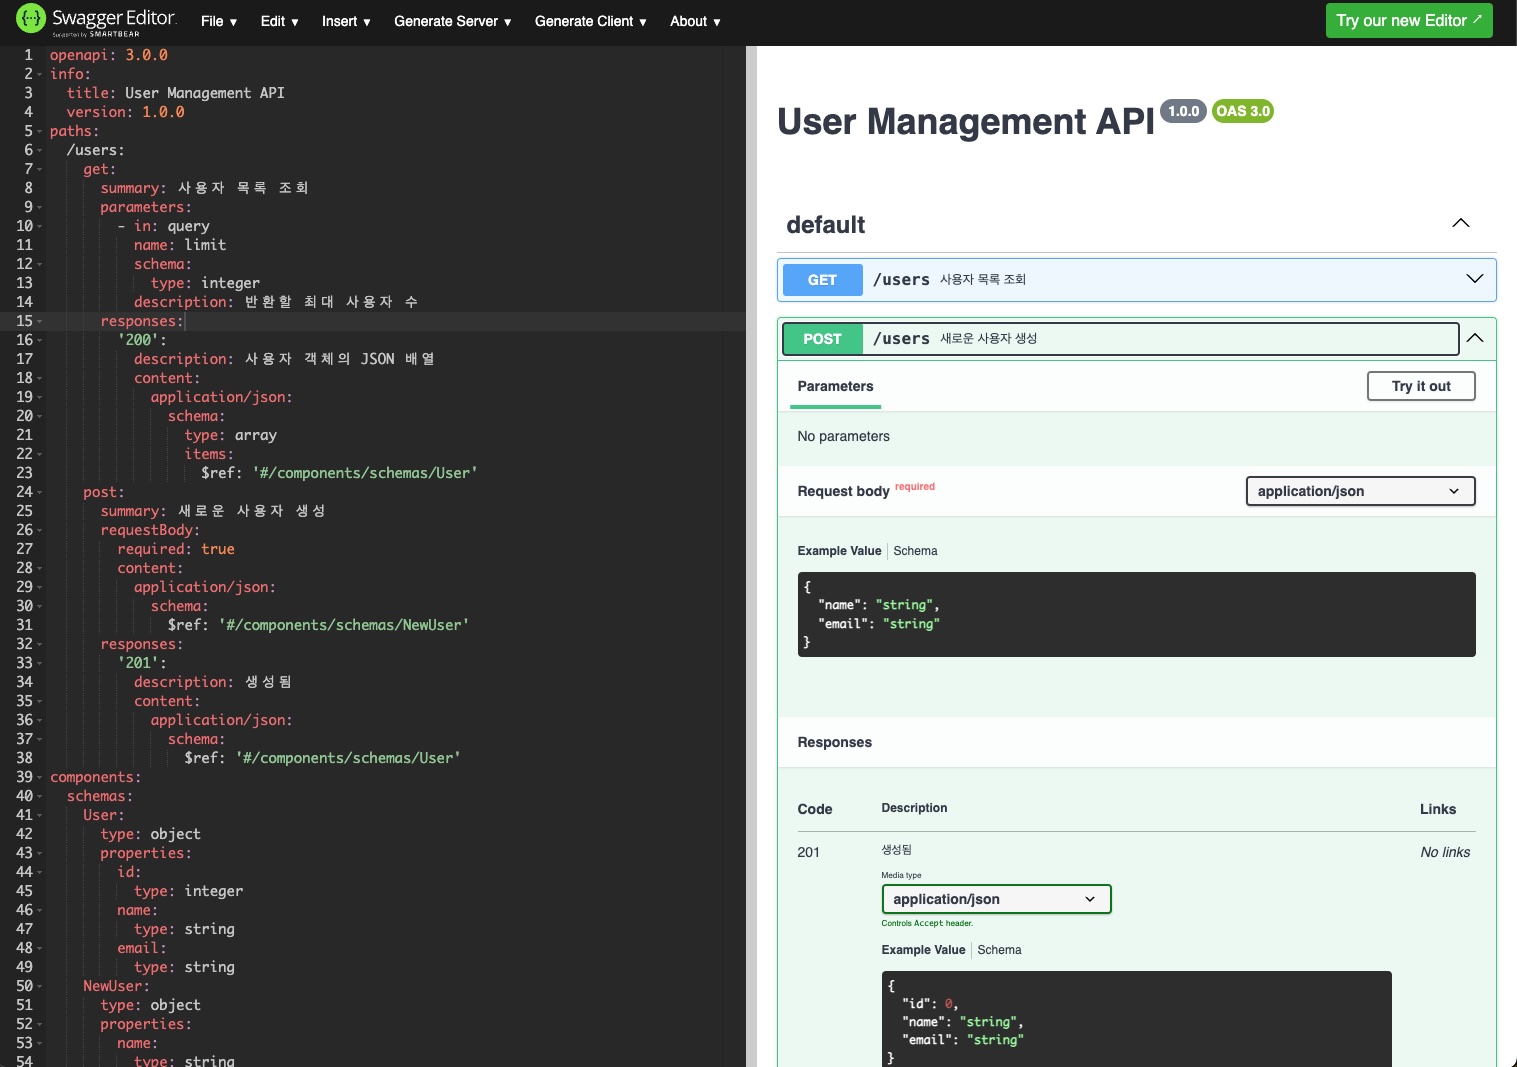 Swagger Editor.
Supported by SMARTBEAR
File ▼ Edit ▼ Insert ▼ Generate Server ▼ Generate Client ▼ About ▼
Try our new Editor ↗
1 openapi: 3.0.0
2 info:
3 title: User Management API
4 version: 1.0.0
5 paths:
6 /users:
7 get:
8 summary: 사용자 목록 조회
9 parameters:
10 - in: query
11 name: limit
12 schema:
13 type: integer
14 description: 반환할 최대 사용자 수
15 responses:
16 '200':
17 description: 사용자 객체의 JSON 배열
18 content:
19 application/json:
20 schema:
21 type: array
22 items:
23 $ref: '#/components/schemas/User'
24 post:
25 summary: 새로운 사용자 생성
26 requestBody:
27 required: true
28 content:
29 application/json:
30 schema:
31 $ref: '#/components/schemas/NewUser'
32 responses:
33 '201':
34 description: 생성됨
35 content:
36 application/json:
37 schema:
38 $ref: '#/components/schemas/User'
39 components:
40 schemas:
41 User:
42 type: object
43 properties:
44 id:
45 type: integer
46 name:
47 type: string
48 email:
49 type: string
50 NewUser:
51 type: object
52 properties:
53 name:
54 type: string
User Management API 1.0.0 OAS 3.0
default
GET /users 사용자 목록 조회
POST /users 새로운 사용자 생성
Parameters Try it out
No parameters
Request body required application/json
Example Value | Schema
{
"name": "string",
"email": "string"
}
Responses
Code Description Links
201 생성됨 No links
Media type
application/json
Controls Accept header.
Example Value | Schema
{
"id": 0,
"name": "string",
"email": "string"
}